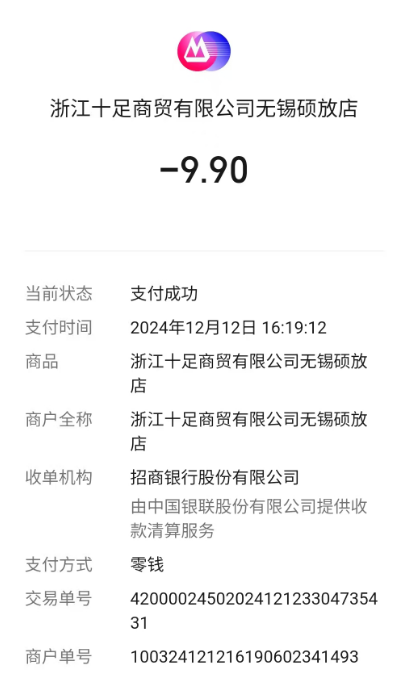 浙江十足商贸有限公司无锡硕放店
-9.90
当前状态 支付成功
支付时间 2024年12月12日 16:19:12
商品 浙江十足商贸有限公司无锡硕放
店
商户全称 浙江十足商贸有限公司无锡硕放
店
收单机构 招商银行股份有限公司
由中国银联股份有限公司提供收
款清算服务
支付方式 零钱
交易单号 42000024502024121233047354
31
商户单号 100324121216190602341493